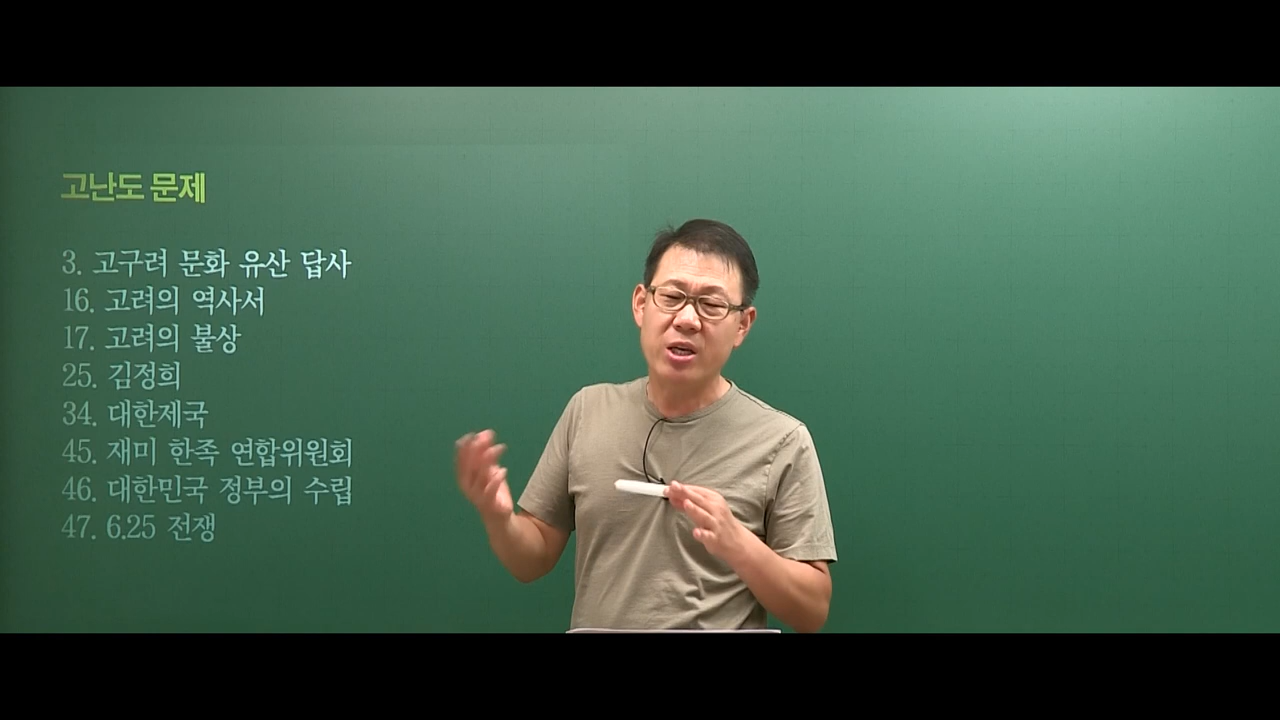 고난도 문제
3. 고구려 문화 유산 답사
16. 고려의 역사서
17. 고려의 불상
25. 김정희
34. 대한제국
45. 재미 한족 연합위원회
46. 대한민국 정부의 수립
47. 6.25 전쟁